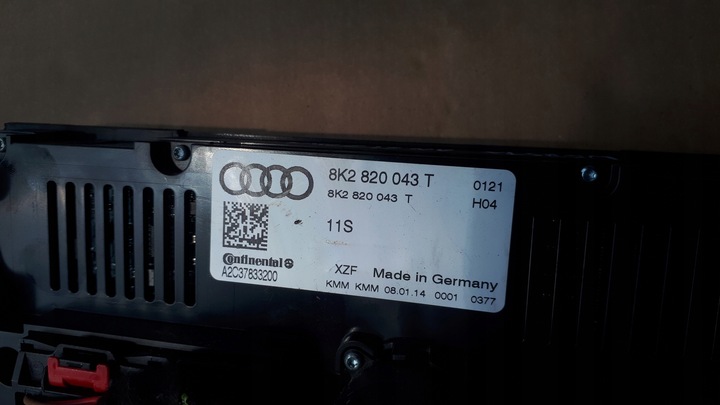 8K2 820 043 T 0121
8K2 820 043 T H04
11S
Continental
A2C37833200
XZF Made in Germany
KMM KMM 08.01.14 0001 0377